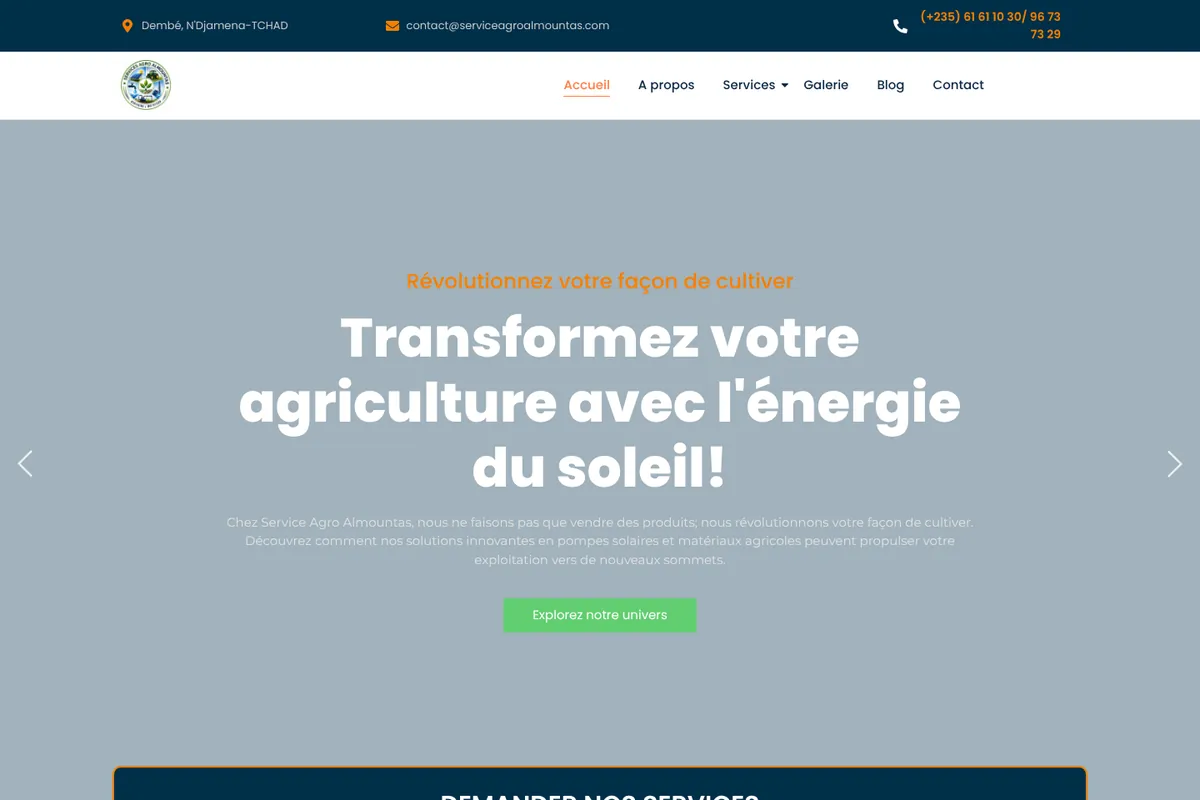 Dembé, N'Djamena-TCHAD
contact@serviceagroalmountas.com
(+235) 61 61 10 30/ 96 73
73 29
Accueil
A propos
Services
Galerie
Blog
Contact
Révolutionnez votre façon de cultiver
Transformez votre
agriculture avec l'énergie
du soleil!
Chez Service Agro Almountas, nous ne faisons pas que vendre des produits; nous révolutionnons votre façon de cultiver.
Découvrez comment nos solutions innovantes en pompes solaires et matériaux agricoles peuvent propulser votre
exploitation vers de nouveaux sommets.
Explorez notre univers
DEMANDER NOS SERVICES